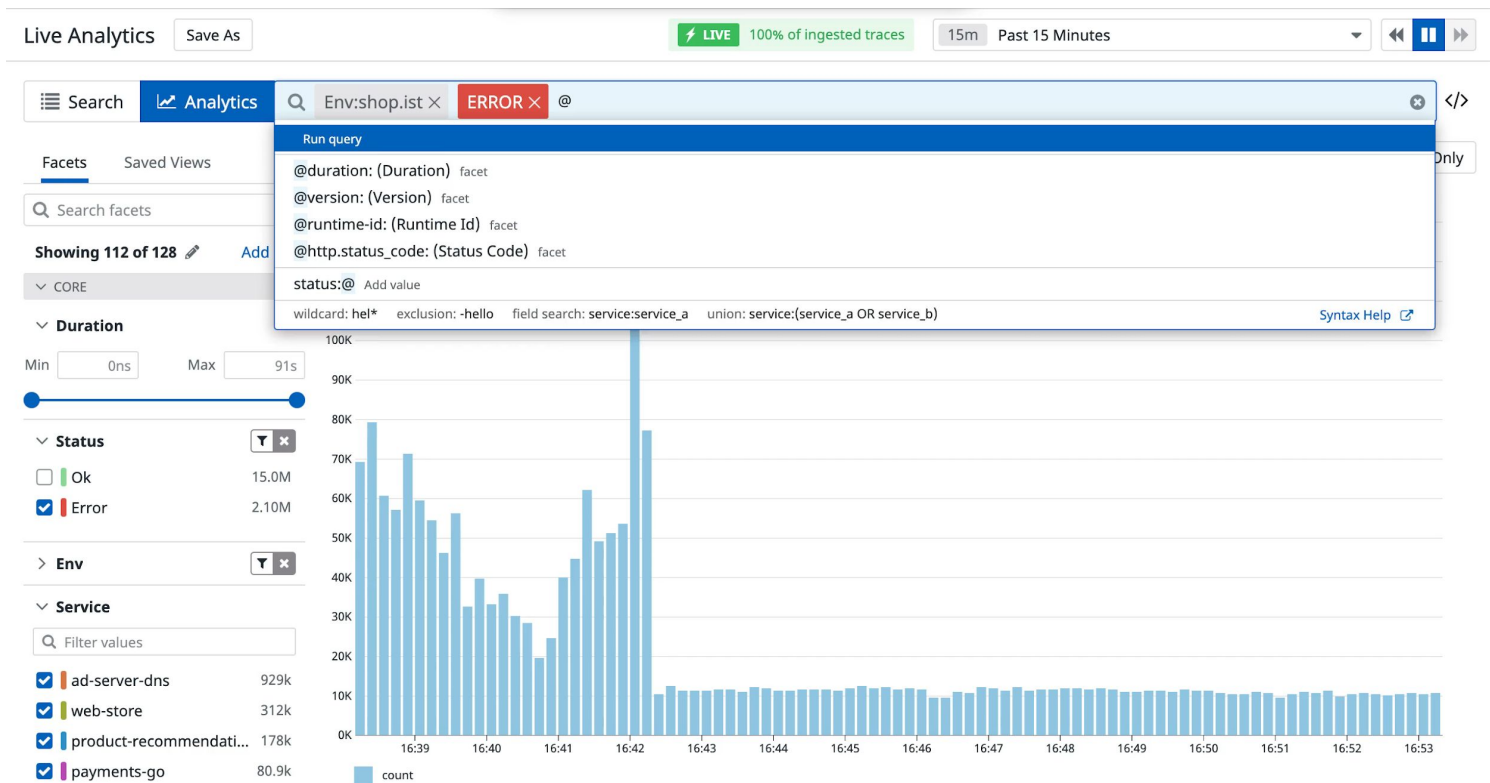 Live Analytics Save As LIVE 100% of ingested traces 15m Past 15 Minutes
Search Analytics Env:shop.ist ERROR @ </>
Run query
Facets Saved Views Only
@duration: (Duration) facet
@version: (Version) facet
Search facets
@runtime-id: (Runtime Id) facet
Showing 112 of 128 Add
@http.status_code: (Status Code) facet
CORE
status:@ Add value
wildcard: hel* exclusion: -hello field search: service:service_a union: service:(service_a OR service_b) Syntax Help
Duration
Min 0ns Max 91s
Status
Ok 15.0M
Error 2.10M
Env
Service
Filter values
ad-server-dns 929k
web-store 312k
product-recommendati... 178k
payments-go 80.9k
100K
90K
80K
70K
60K
50K
40K
30K
20K
10K
0K
16:39 16:40 16:41 16:42 16:43 16:44 16:45 16:46 16:47 16:48 16:49 16:50 16:51 16:52 16:53
count